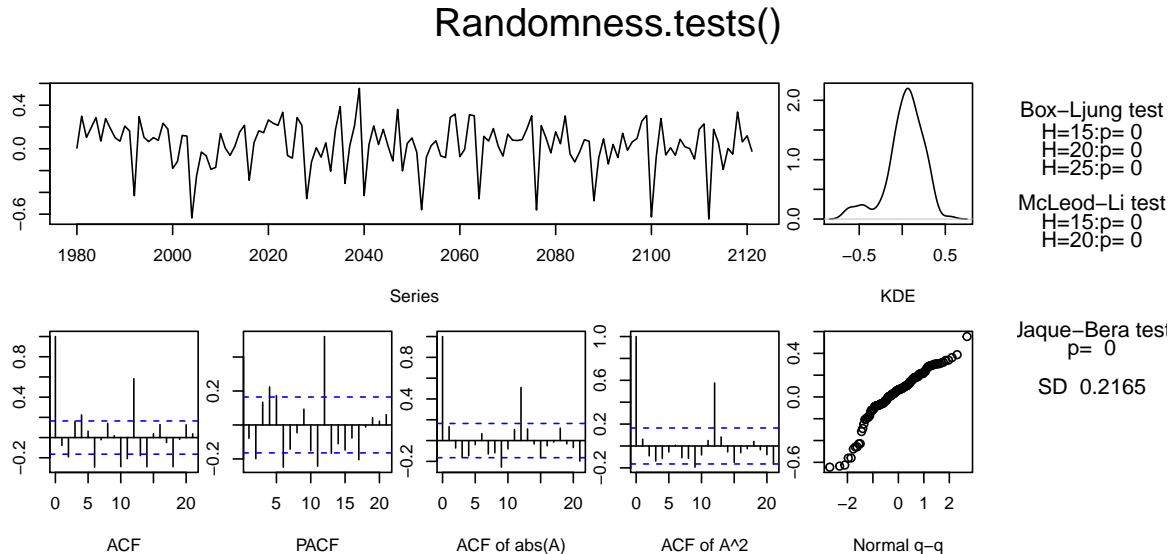 Randomness.tests()
−0.6 0.0 0.4
1980 2000 2020 2040 2060 2080 2100 2120
Series
0.0 1.0 2.0
−0.5 0.5
KDE
Box−Ljung test
H=15:p= 0
H=20:p= 0
H=25:p= 0
McLeod−Li test
H=15:p= 0
H=20:p= 0
−0.2 0.4 0.8
0 5 10 20
ACF
−0.2 0.2
5 10 15 20
PACF
−0.2 0.4 0.8
0 5 10 20
ACF of abs(A)
−0.2 0.2 0.6 1.0
0 5 10 20
ACF of A^2
−0.6 0.0 0.4
−2 0 1 2
Normal q−q
Jaque−Bera test
p= 0
SD 0.2165